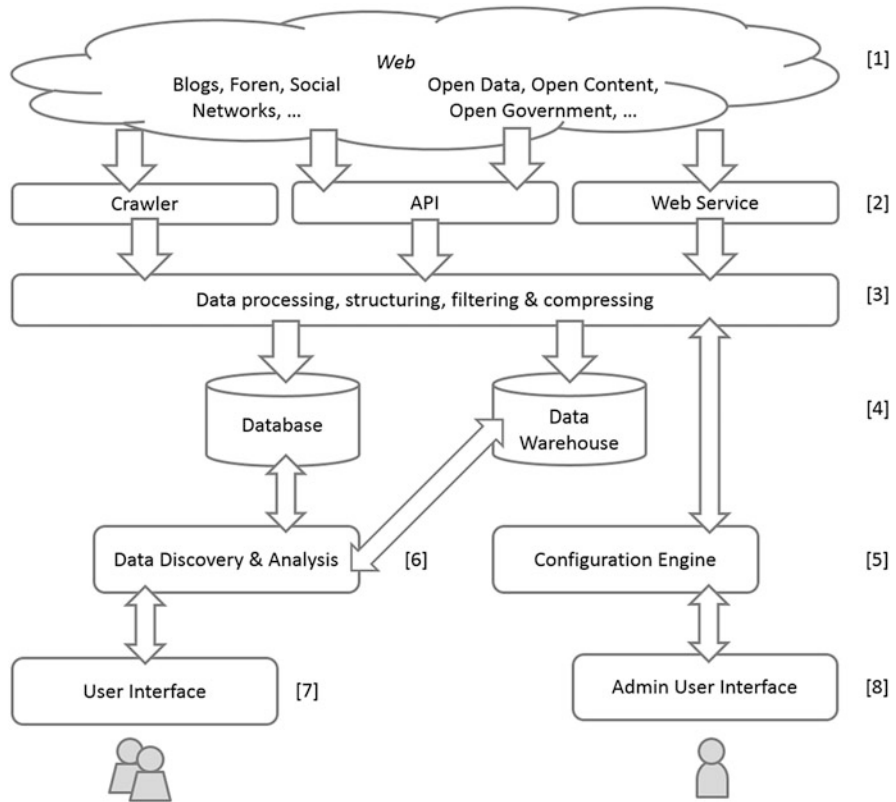 Web
[1]
Blogs, Foren, Social
Networks, ...
Open Data, Open Content,
Open Government, ...
Crawler
API
Web Service
[2]
Data processing, structuring, filtering & compressing
[3]
Database
Data
Warehouse
[4]
Data Discovery & Analysis
[6]
Configuration Engine
[5]
User Interface
[7]
Admin User Interface
[8]